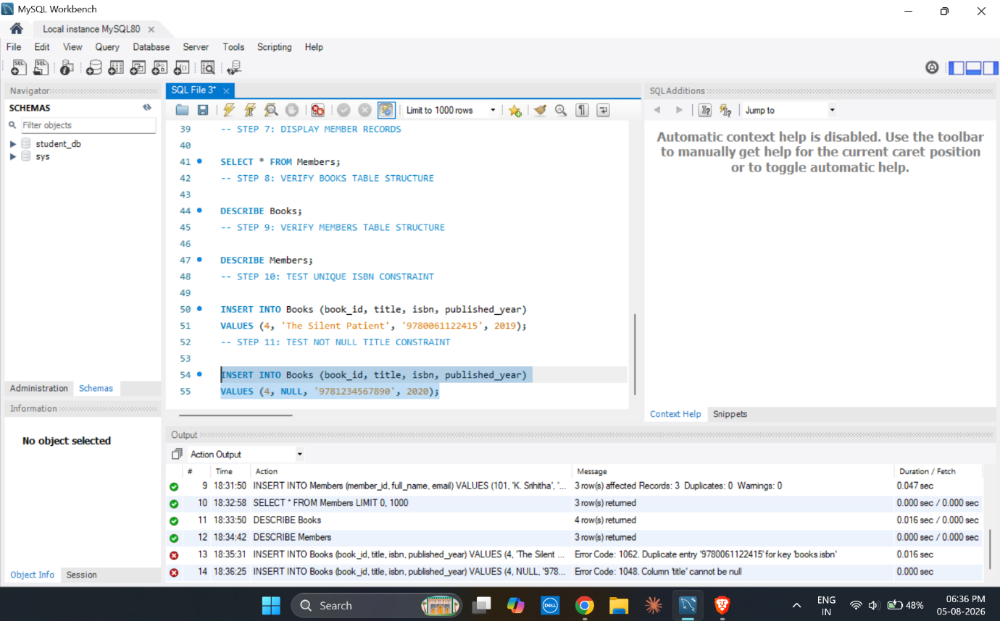 MySQL Workbench
Local instance MySQL80
File Edit View Query Database Server Tools Scripting Help
Navigator
SCHEMAS
Filter objects
student_db
sys
Administration Schemas
Information
No object selected
Object Info Session
SQL File 3*
Limit to 1000 rows
39 -- STEP 7: DISPLAY MEMBER RECORDS
40
41 SELECT * FROM Members;
42 -- STEP 8: VERIFY BOOKS TABLE STRUCTURE
43
44 DESCRIBE Books;
45 -- STEP 9: VERIFY MEMBERS TABLE STRUCTURE
46
47 DESCRIBE Members;
48 -- STEP 10: TEST UNIQUE ISBN CONSTRAINT
49
50 INSERT INTO Books (book_id, title, isbn, published_year)
51 VALUES (4, 'The Silent Patient', '9780061122415', 2019);
52 -- STEP 11: TEST NOT NULL TITLE CONSTRAINT
53
54 INSERT INTO Books (book_id, title, isbn, published_year)
55 VALUES (4, NULL, '9781234567890', 2020);
SQLAdditions
Jump to
Automatic context help is disabled. Use the toolbar
to manually get help for the current caret position
or to toggle automatic help.
Context Help Snippets
Output
Action Output
# Time Action Message Duration / Fetch
9 18:31:50 INSERT INTO Members (member_id, full_name, email) VALUES (101, 'K. Srihitha', '... 3 row(s) affected Records: 3 Duplicates: 0 Warnings: 0 0.047 sec
10 18:32:58 SELECT * FROM Members LIMIT 0, 1000 3 row(s) returned 0.000 sec / 0.000 sec
11 18:33:50 DESCRIBE Books 4 row(s) returned 0.016 sec / 0.000 sec
12 18:34:42 DESCRIBE Members 3 row(s) returned 0.000 sec / 0.000 sec
13 18:35:31 INSERT INTO Books (book_id, title, isbn, published_year) VALUES (4, 'The Silent ... Error Code: 1062. Duplicate entry '9780061122415' for key 'books.isbn' 0.016 sec
14 18:36:25 INSERT INTO Books (book_id, title, isbn, published_year) VALUES (4, NULL, '978... Error Code: 1048. Column 'title' cannot be null 0.000 sec
Search
DELL
ENG
IN
48%
06:36 PM
05-08-2026